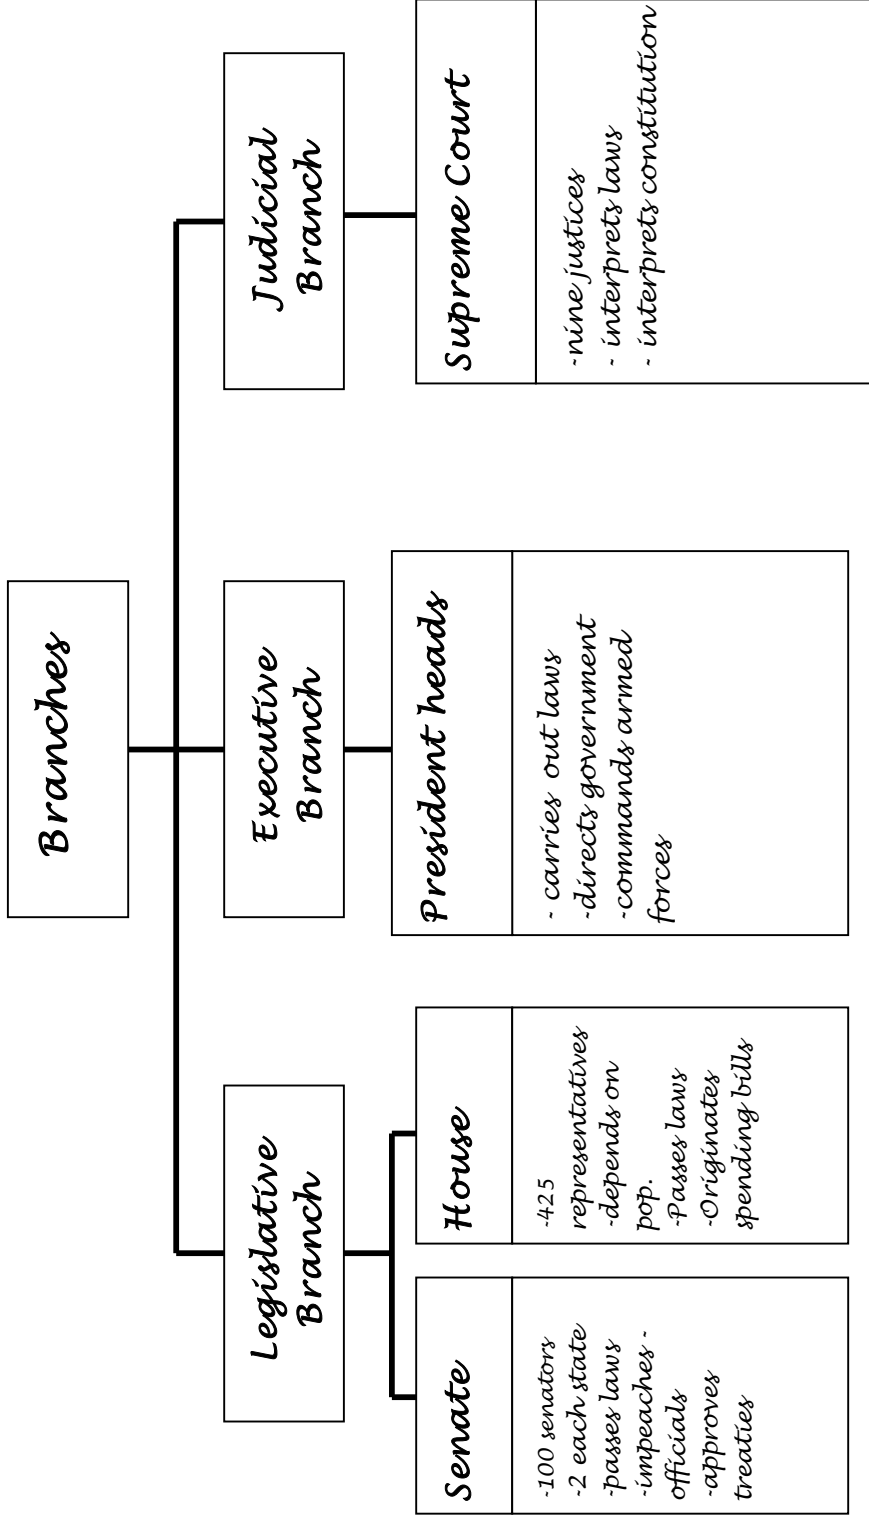 Branches
Legislative
Branch
Executive
Branch
Judicial
Branch
Senate
-100 senators
-2 each state
-passes laws
-impeaches -
officials
-approves
treaties
House
-425
representatives
-depends on
pop.
-Passes laws
-Originates
spending bills
President heads
- carries out laws
-directs government
-commands armed
forces
Supreme Court
-nine justices
- interprets laws
- interprets constitution